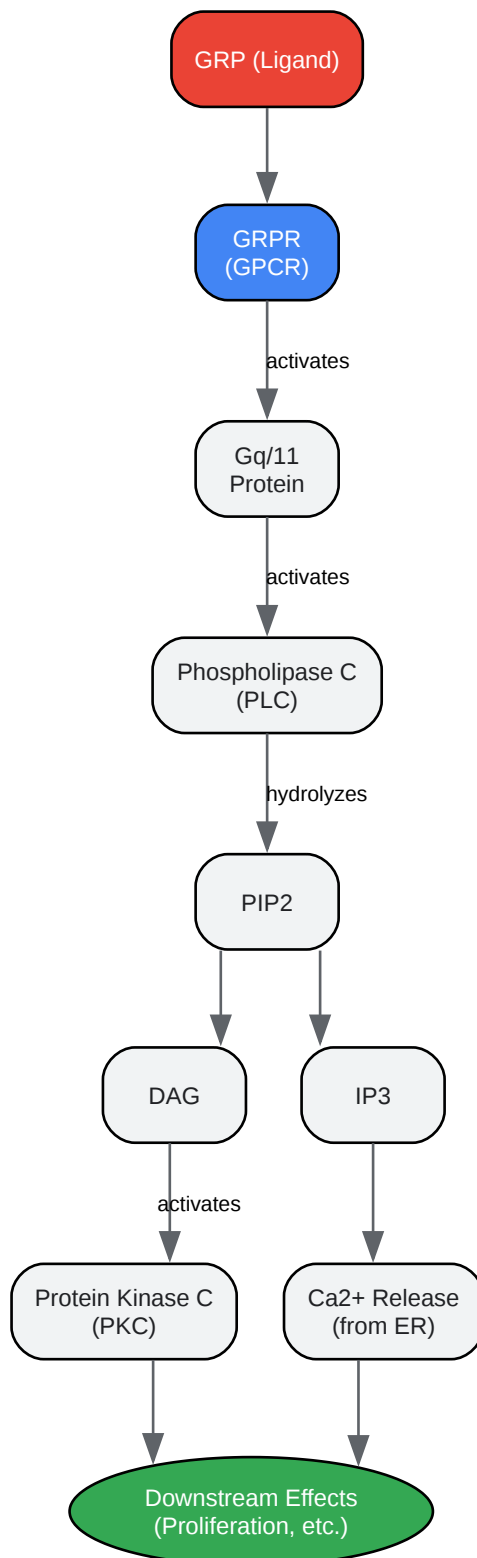 GRP (Ligand)
GRPR
(GPCR)
activates
Gq/11
Protein
activates
Phospholipase C
(PLC)
hydrolyzes
PIP2
DAG
IP3
activates
Protein Kinase C
(PKC)
Ca2+ Release
(from ER)
Downstream Effects
(Proliferation, etc.)